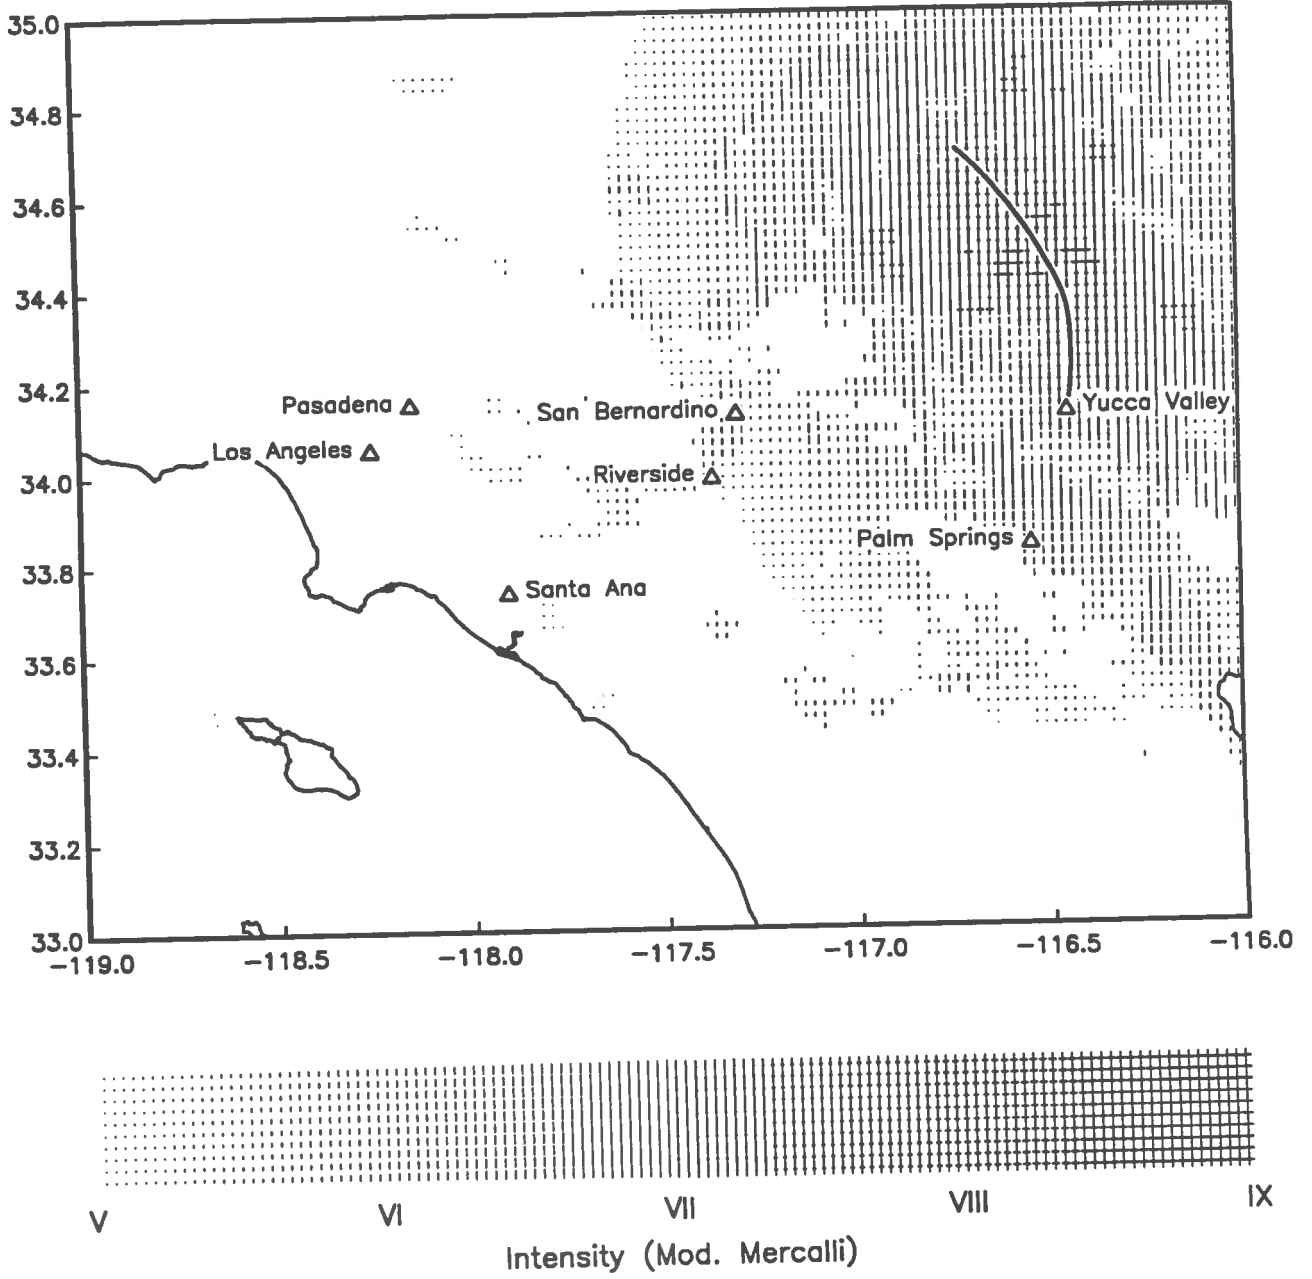 35.0
34.8
34.6
34.4
34.2
34.0
33.8
33.6
33.4
33.2
33.0
Pasadena
San Bernardino
Yucca Valley
Los Angeles
Riverside
Palm Springs
Santa Ana
-119.0 -118.5 -118.0 -117.5 -117.0 -116.5 -116.0
V VI VII VIII IX
Intensity (Mod. Mercalli)